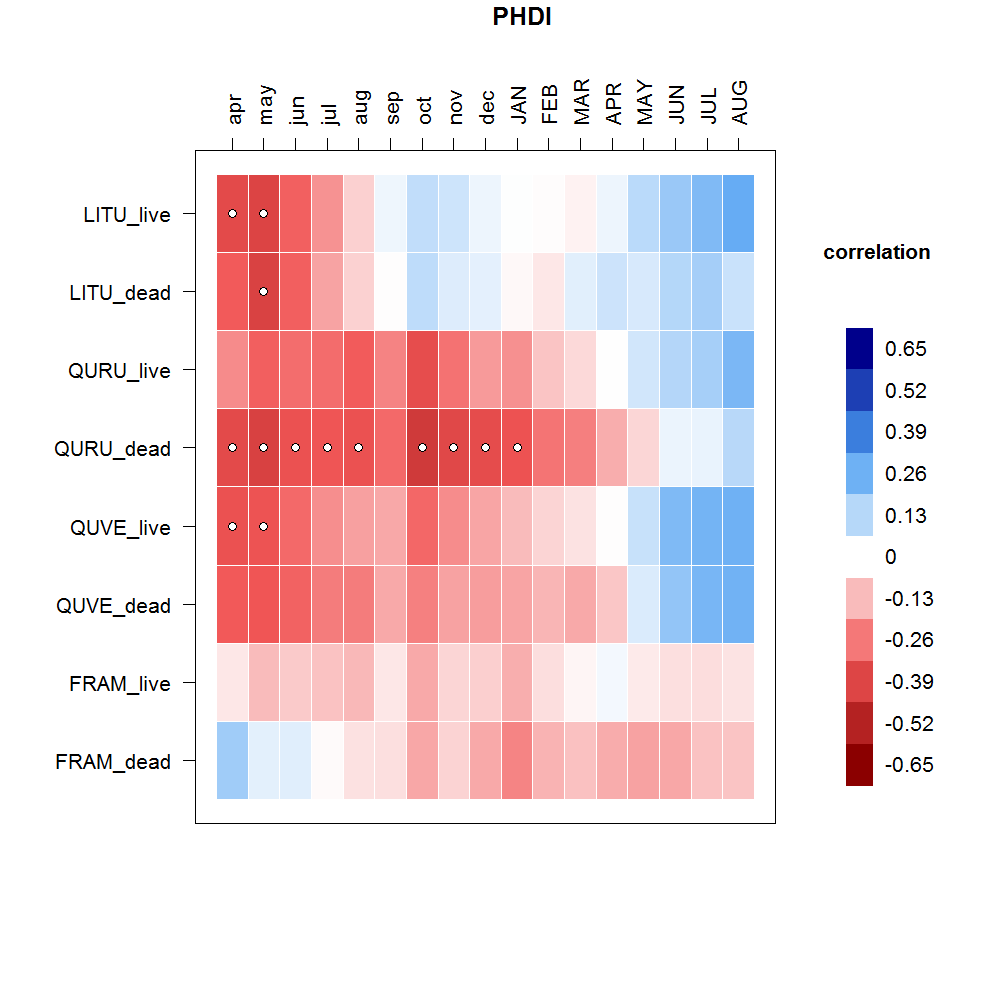 PHDI
apr may jun jul aug sep oct nov dec JAN FEB MAR APR MAY JUN JUL AUG
LITU_live
LITU_dead
QURU_live
QURU_dead
QUVE_live
QUVE_dead
FRAM_live
FRAM_dead
correlation
0.65
0.52
0.39
0.26
0.13
0
-0.13
-0.26
-0.39
-0.52
-0.65